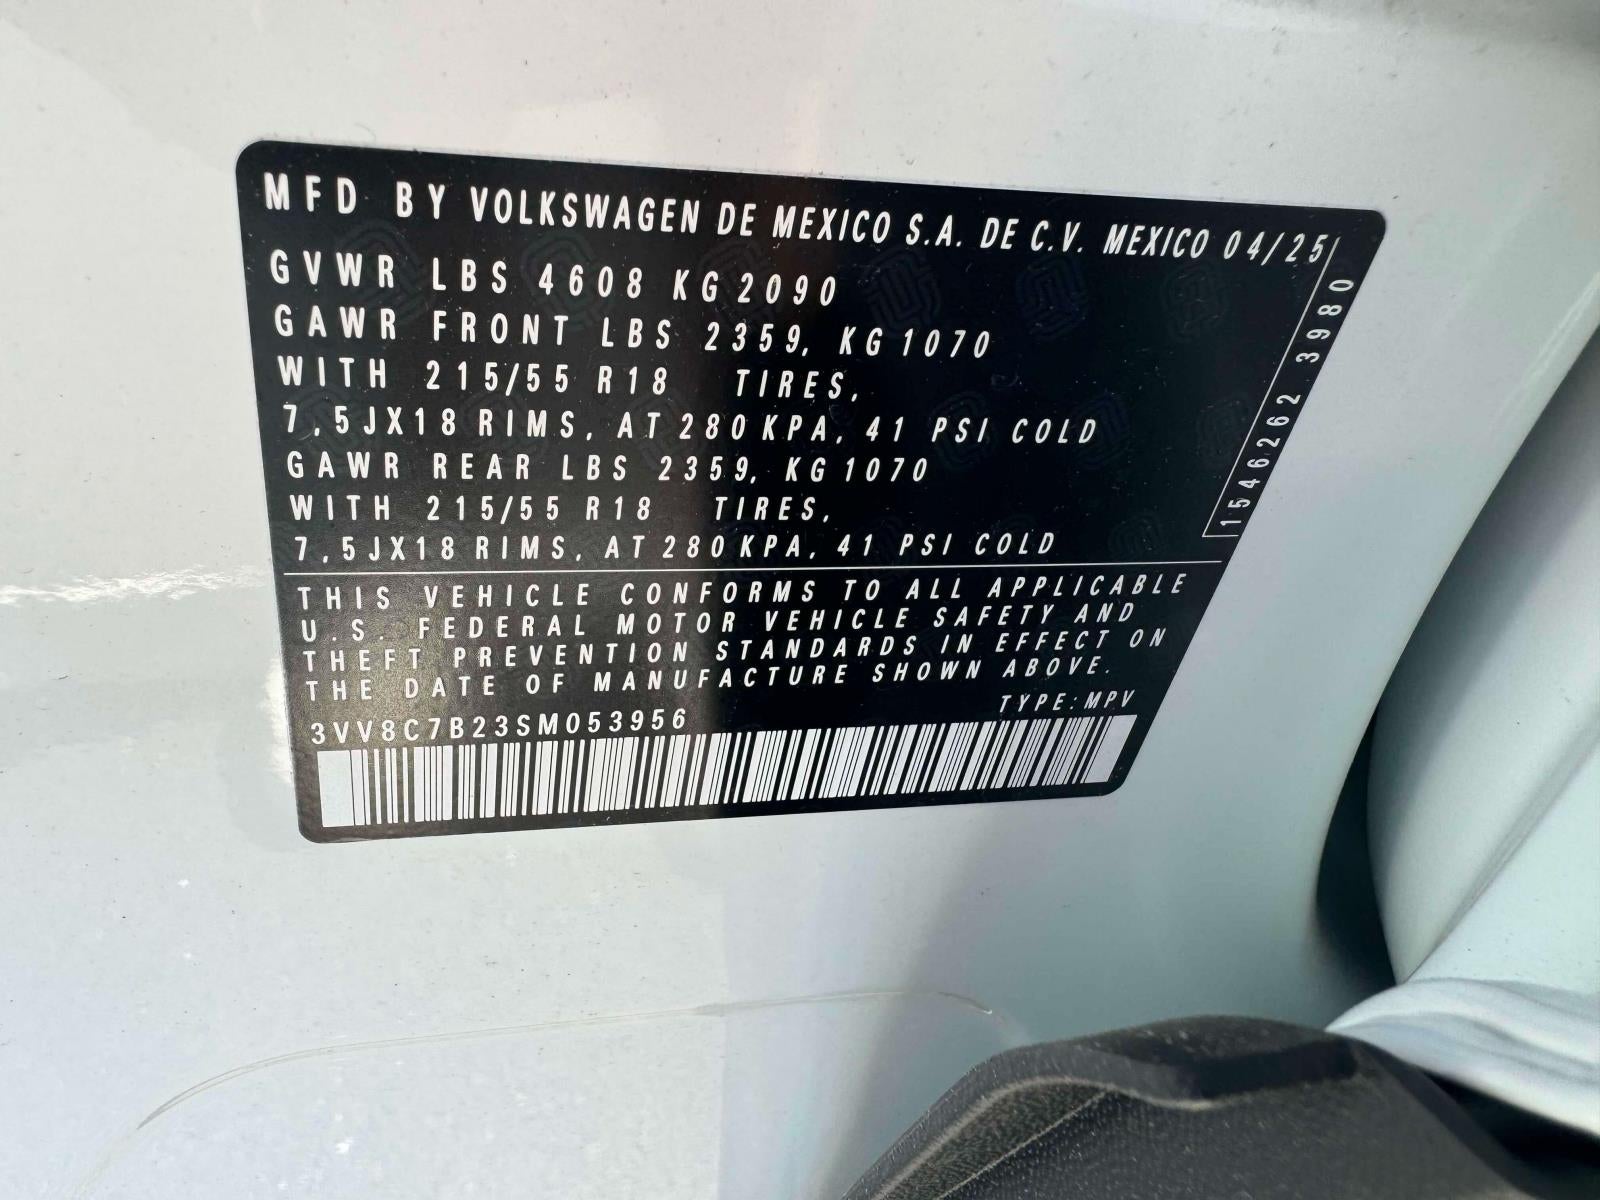 MFD BY VOLKSWAGEN DE MEXICO S.A. DE C.V. MEXICO 04/25
GVWR LBS 4608 KG 2090
GAWR FRONT LBS 2359, KG 1070
WITH 215/55 R18 TIRES,
7,5JX18 RIMS, AT 280 KPA, 41 PSI COLD
GAWR REAR LBS 2359, KG 1070
WITH 215/55 R18 TIRES,
7,5JX18 RIMS, AT 280 KPA, 41 PSI COLD
1546262 3980
THIS VEHICLE CONFORMS TO ALL APPLICABLE
U.S. FEDERAL MOTOR VEHICLE SAFETY AND
THEFT PREVENTION STANDARDS IN EFFECT ON
THE DATE OF MANUFACTURE SHOWN ABOVE.
TYPE: MPV
3VV8C7B23SM053956